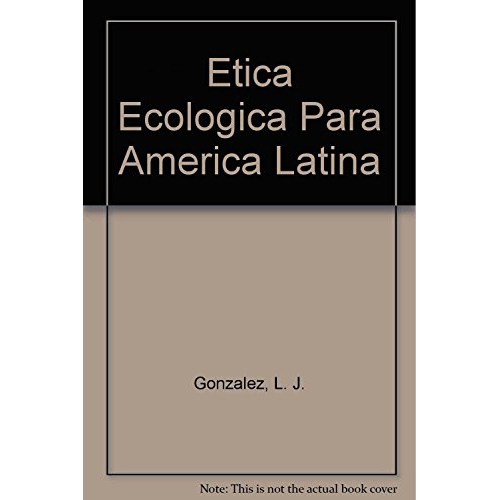 Etica
Ecologica Para
America Latina
Gonzalez, L. J.
Note: This is not the actual book cover